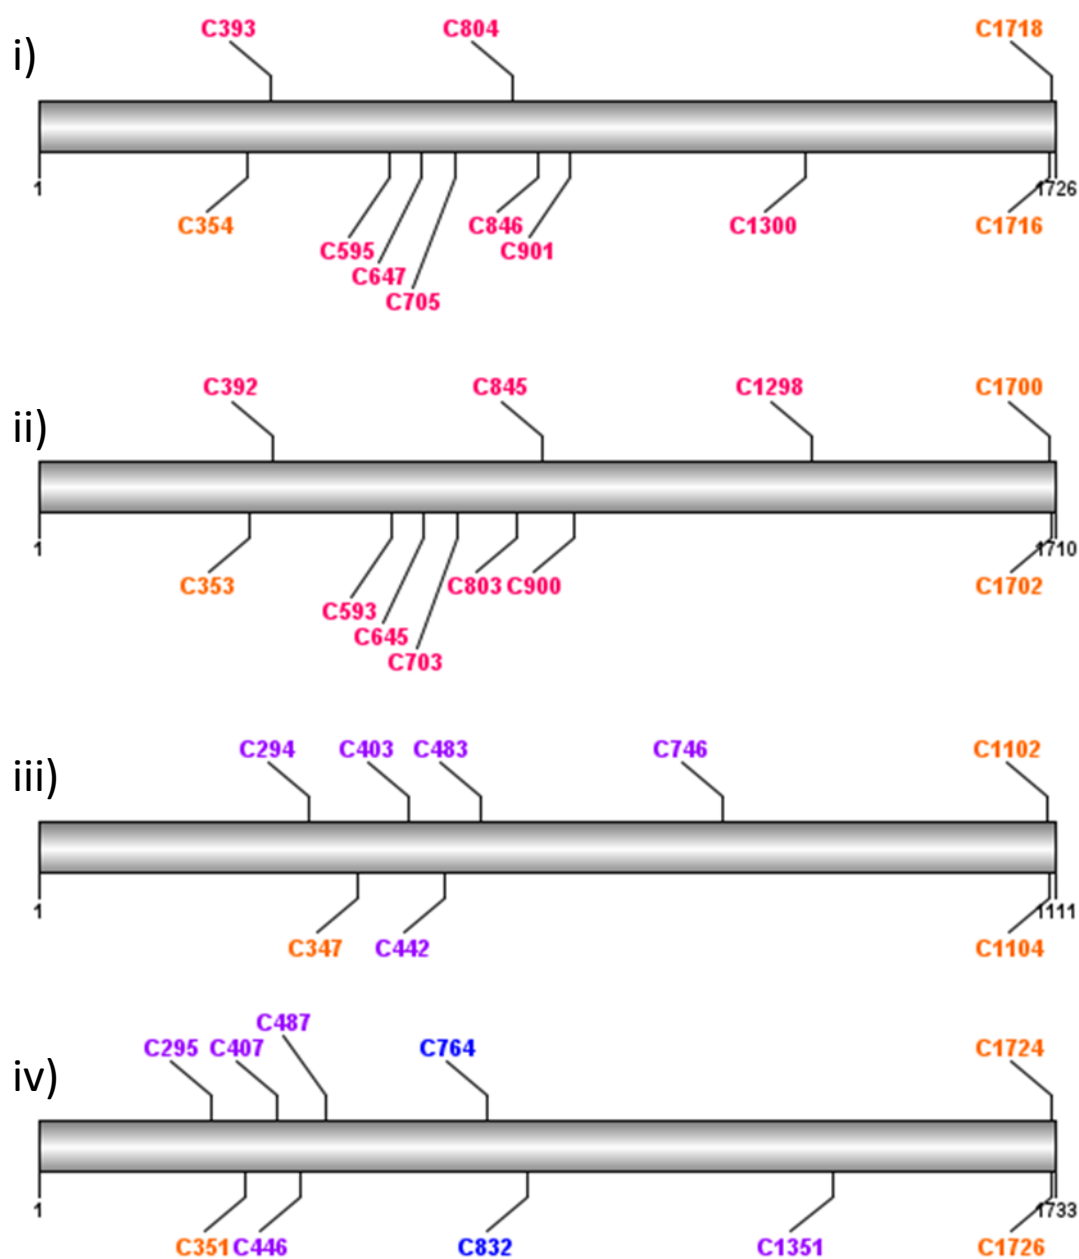 C393 C804 C1718
i)
1 1726
C354 C846 C1300 C1716
C595 C901
C647
C705
C392 C845 C1298 C1700
ii)
1 1710
C353 C803 C900 C1702
C593
C645
C703
C294 C403 C483 C746 C1102
iii)
1 1111
C347 C442 C1104
C487
C295 C407 C764 C1724
iv)
1 1733
C351 C446 C832 C1351 C1726